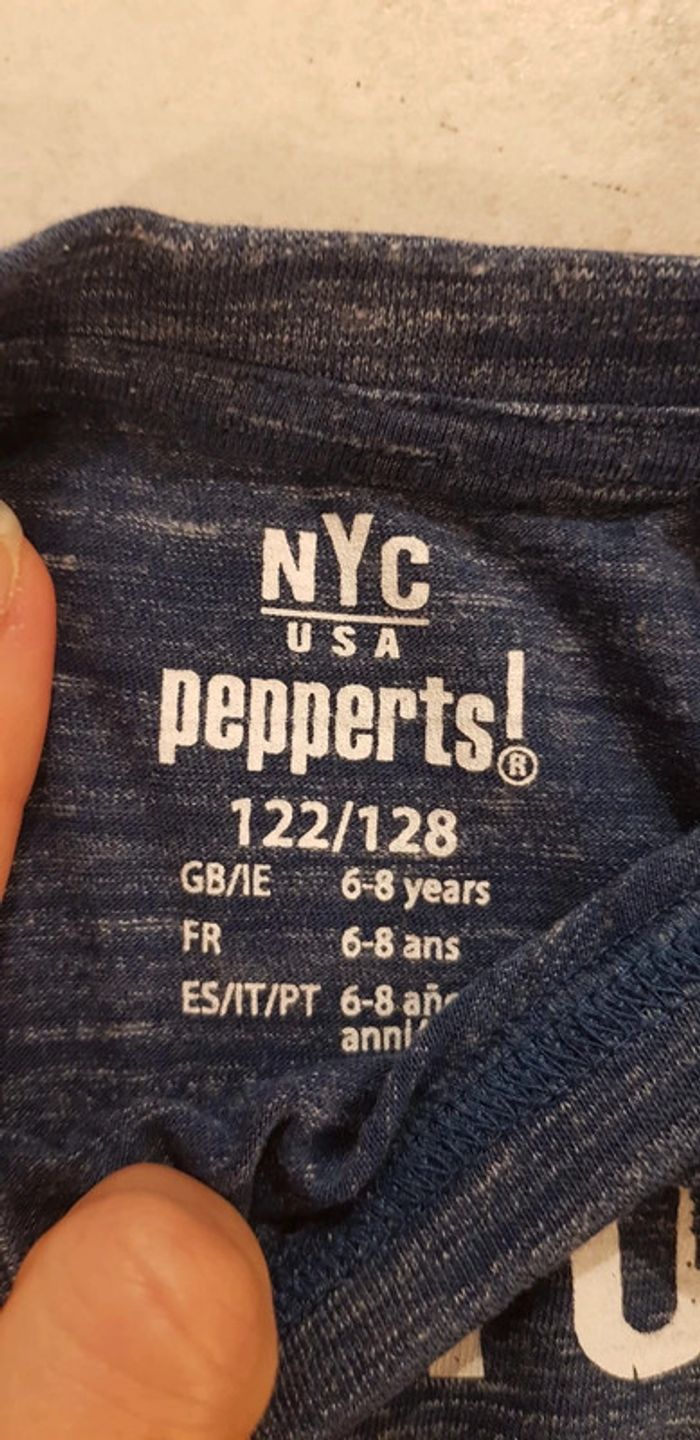 NYC
USA
pepperts!®
122/128
GB/IE 6-8 years
FR 6-8 ans
ES/IT/PT 6-8